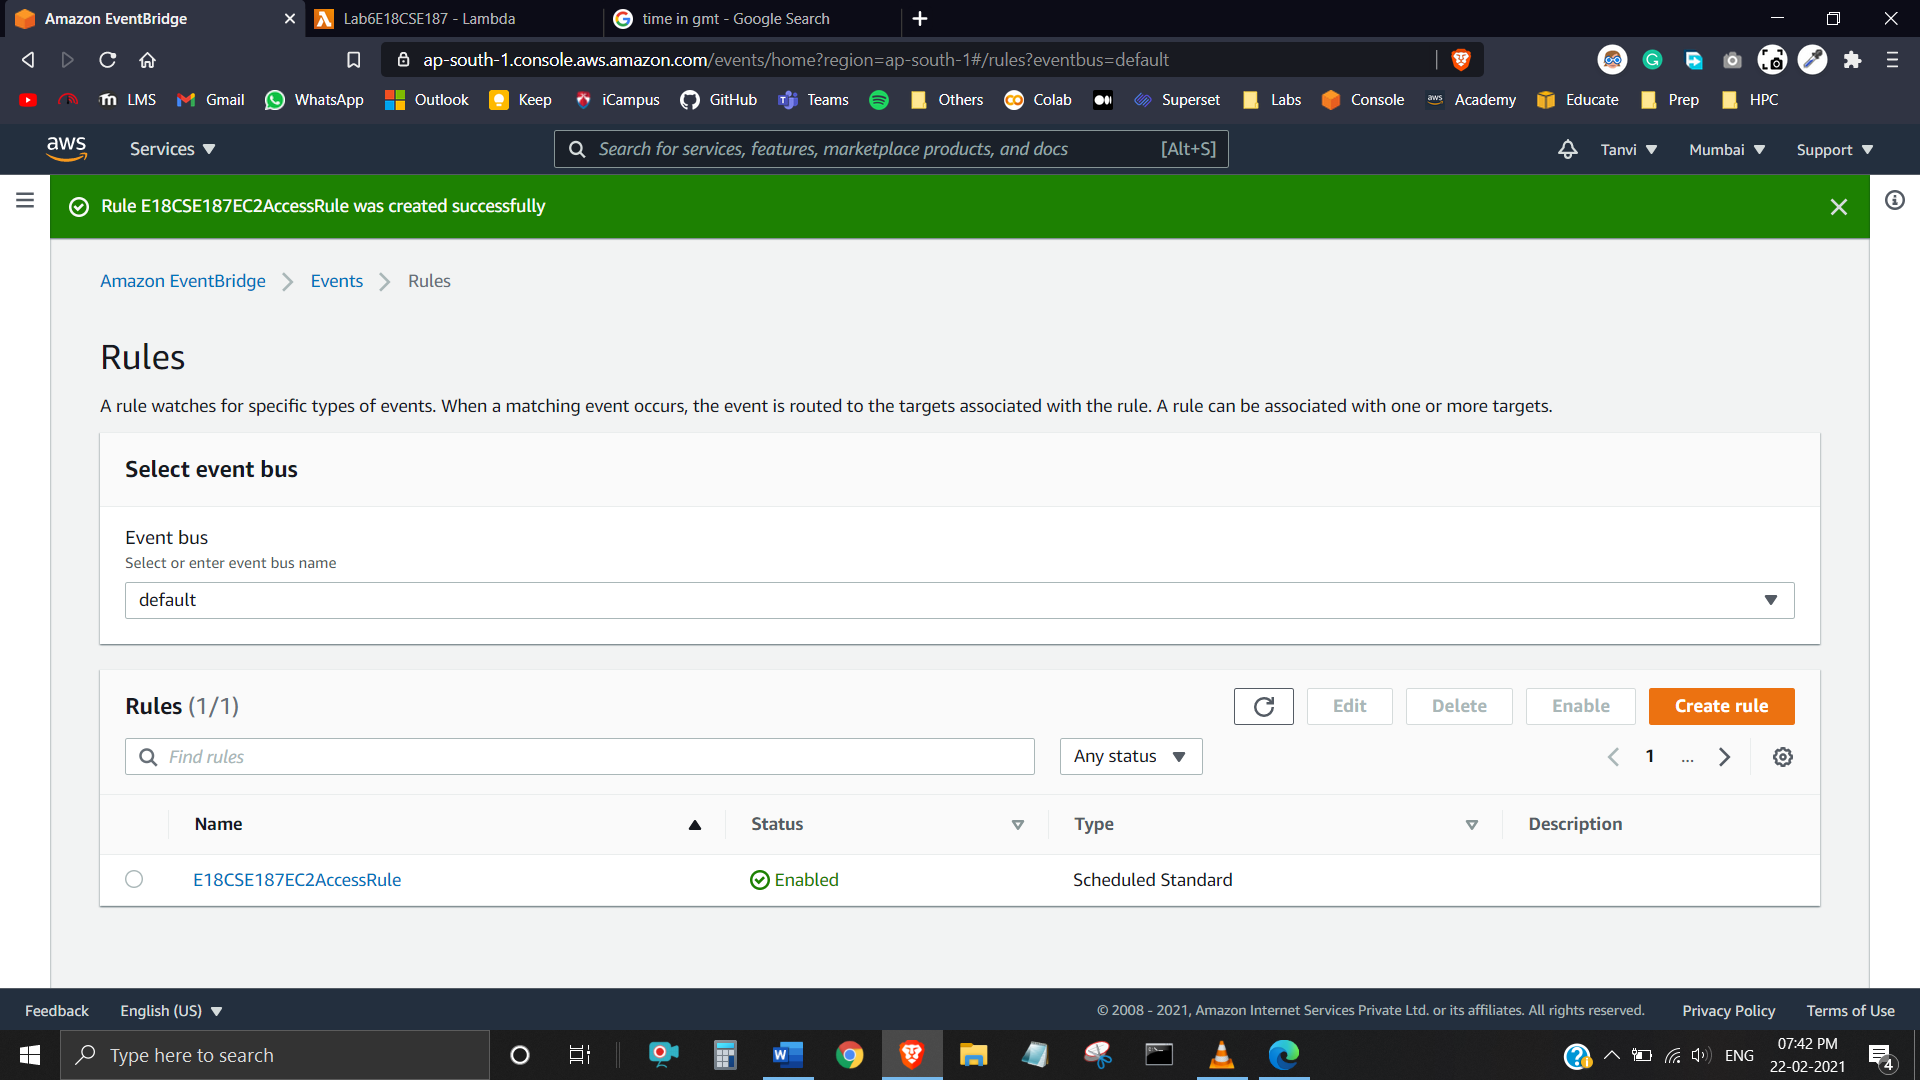 Amazon EventBridge
Lab6E18CSE187 - Lambda
time in gmt - Google Search
ap-south-1.console.aws.amazon.com/events/home?region=ap-south-1#/rules?eventbus=default
LMS Gmail WhatsApp Outlook Keep iCampus GitHub Teams Others Colab Superset Labs Console aws Academy Educate Prep HPC
aws Services Search for services, features, marketplace products, and docs [Alt+S] Tanvi Mumbai Support
Rule E18CSE187EC2AccessRule was created successfully
Amazon EventBridge Events Rules
Rules
A rule watches for specific types of events. When a matching event occurs, the event is routed to the targets associated with the rule. A rule can be associated with one or more targets.
Select event bus
Event bus
Select or enter event bus name
default
Rules (1/1) Edit Delete Enable Create rule
Find rules Any status 1 ...
Name Status Type Description
E18CSE187EC2AccessRule Enabled Scheduled Standard
Feedback English (US) © 2008 - 2021, Amazon Internet Services Private Ltd. or its affiliates. All rights reserved. Privacy Policy Terms of Use
Type here to search ENG 07:42 PM
22-02-2021 4